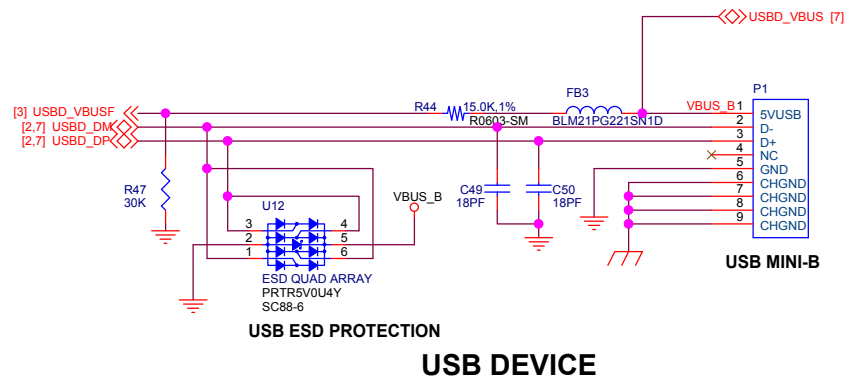 USBD_VBUS [7]
FB3
P1
[3] USBD_VBUSF
R44
15.0K,1%
VBUS_B
1
5VUSB
R0603-SM
BLM21PG221SN1D
[2,7] USBD_DM
2
D-
[2,7] USBD_DP
3
D+
4
NC
5
GND
6
CHGND
7
CHGND
8
CHGND
9
CHGND
R47
30K
C49
18PF
C50
18PF
VBUS_B
U12
3
4
2
5
1
6
ESD QUAD ARRAY
PRTR5V0U4Y
SC88-6
USB MINI-B
USB ESD PROTECTION
USB DEVICE